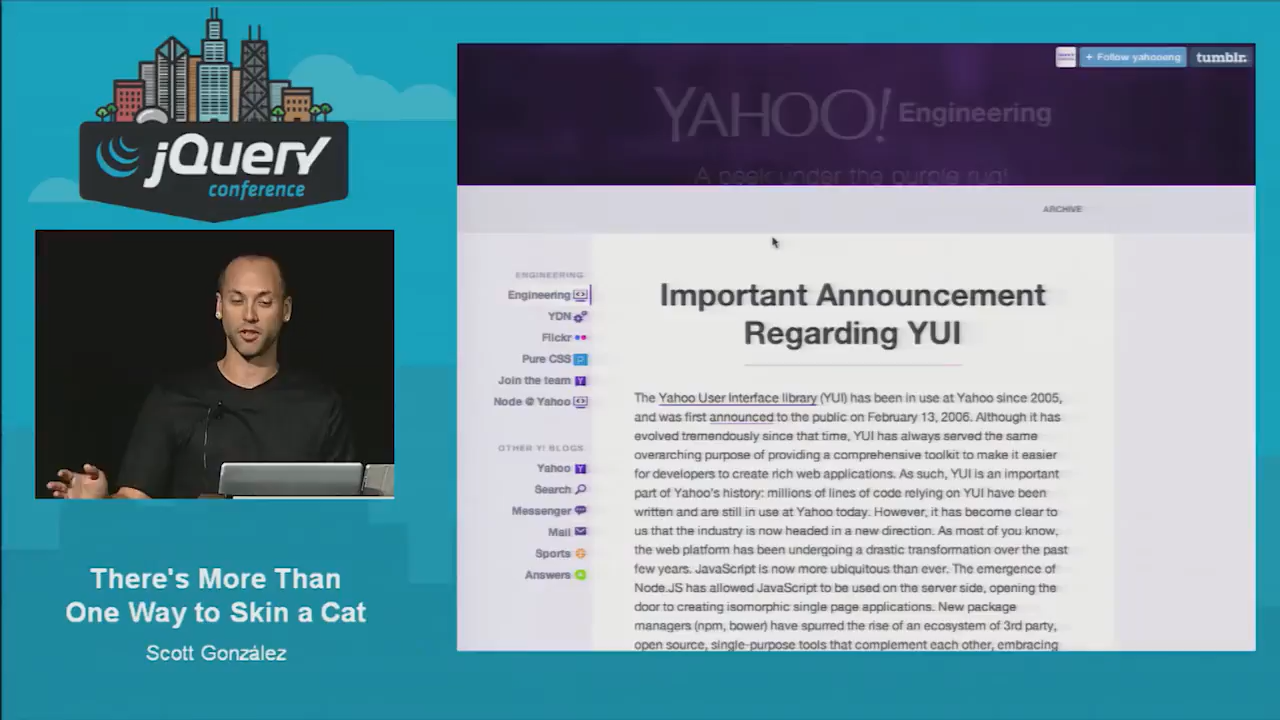 jQuery
conference
There's More Than
One Way to Skin a Cat
Scott González
+ Follow yahooeng
tumblr.
YAHOO! Engineering
A peek under the purple rug!
ARCHIVE
ENGINEERING
Engineering
YDN
Flickr
Pure CSS
Join the team
Node @ Yahoo
OTHER Y! BLOGS
Yahoo
Search
Messenger
Mail
Sports
Answers
Important Announcement
Regarding YUI
The Yahoo User Interface library (YUI) has been in use at Yahoo since 2005,
and was first announced to the public on February 13, 2006. Although it has
evolved tremendously since that time, YUI has always served the same
overarching purpose of providing a comprehensive toolkit to make it easier
for developers to create rich web applications. As such, YUI is an important
part of Yahoo's history: millions of lines of code relying on YUI have been
written and are still in use at Yahoo today. However, it has become clear to
us that the industry is now headed in a new direction. As most of you know,
the web platform has been undergoing a drastic transformation over the past
few years. JavaScript is now more ubiquitous than ever. The emergence of
Node.JS has allowed JavaScript to be used on the server side, opening the
door to creating isomorphic single page applications. New package
managers (npm, bower) have spurred the rise of an ecosystem of 3rd party,
open source, single-purpose tools that complement each other, embracing